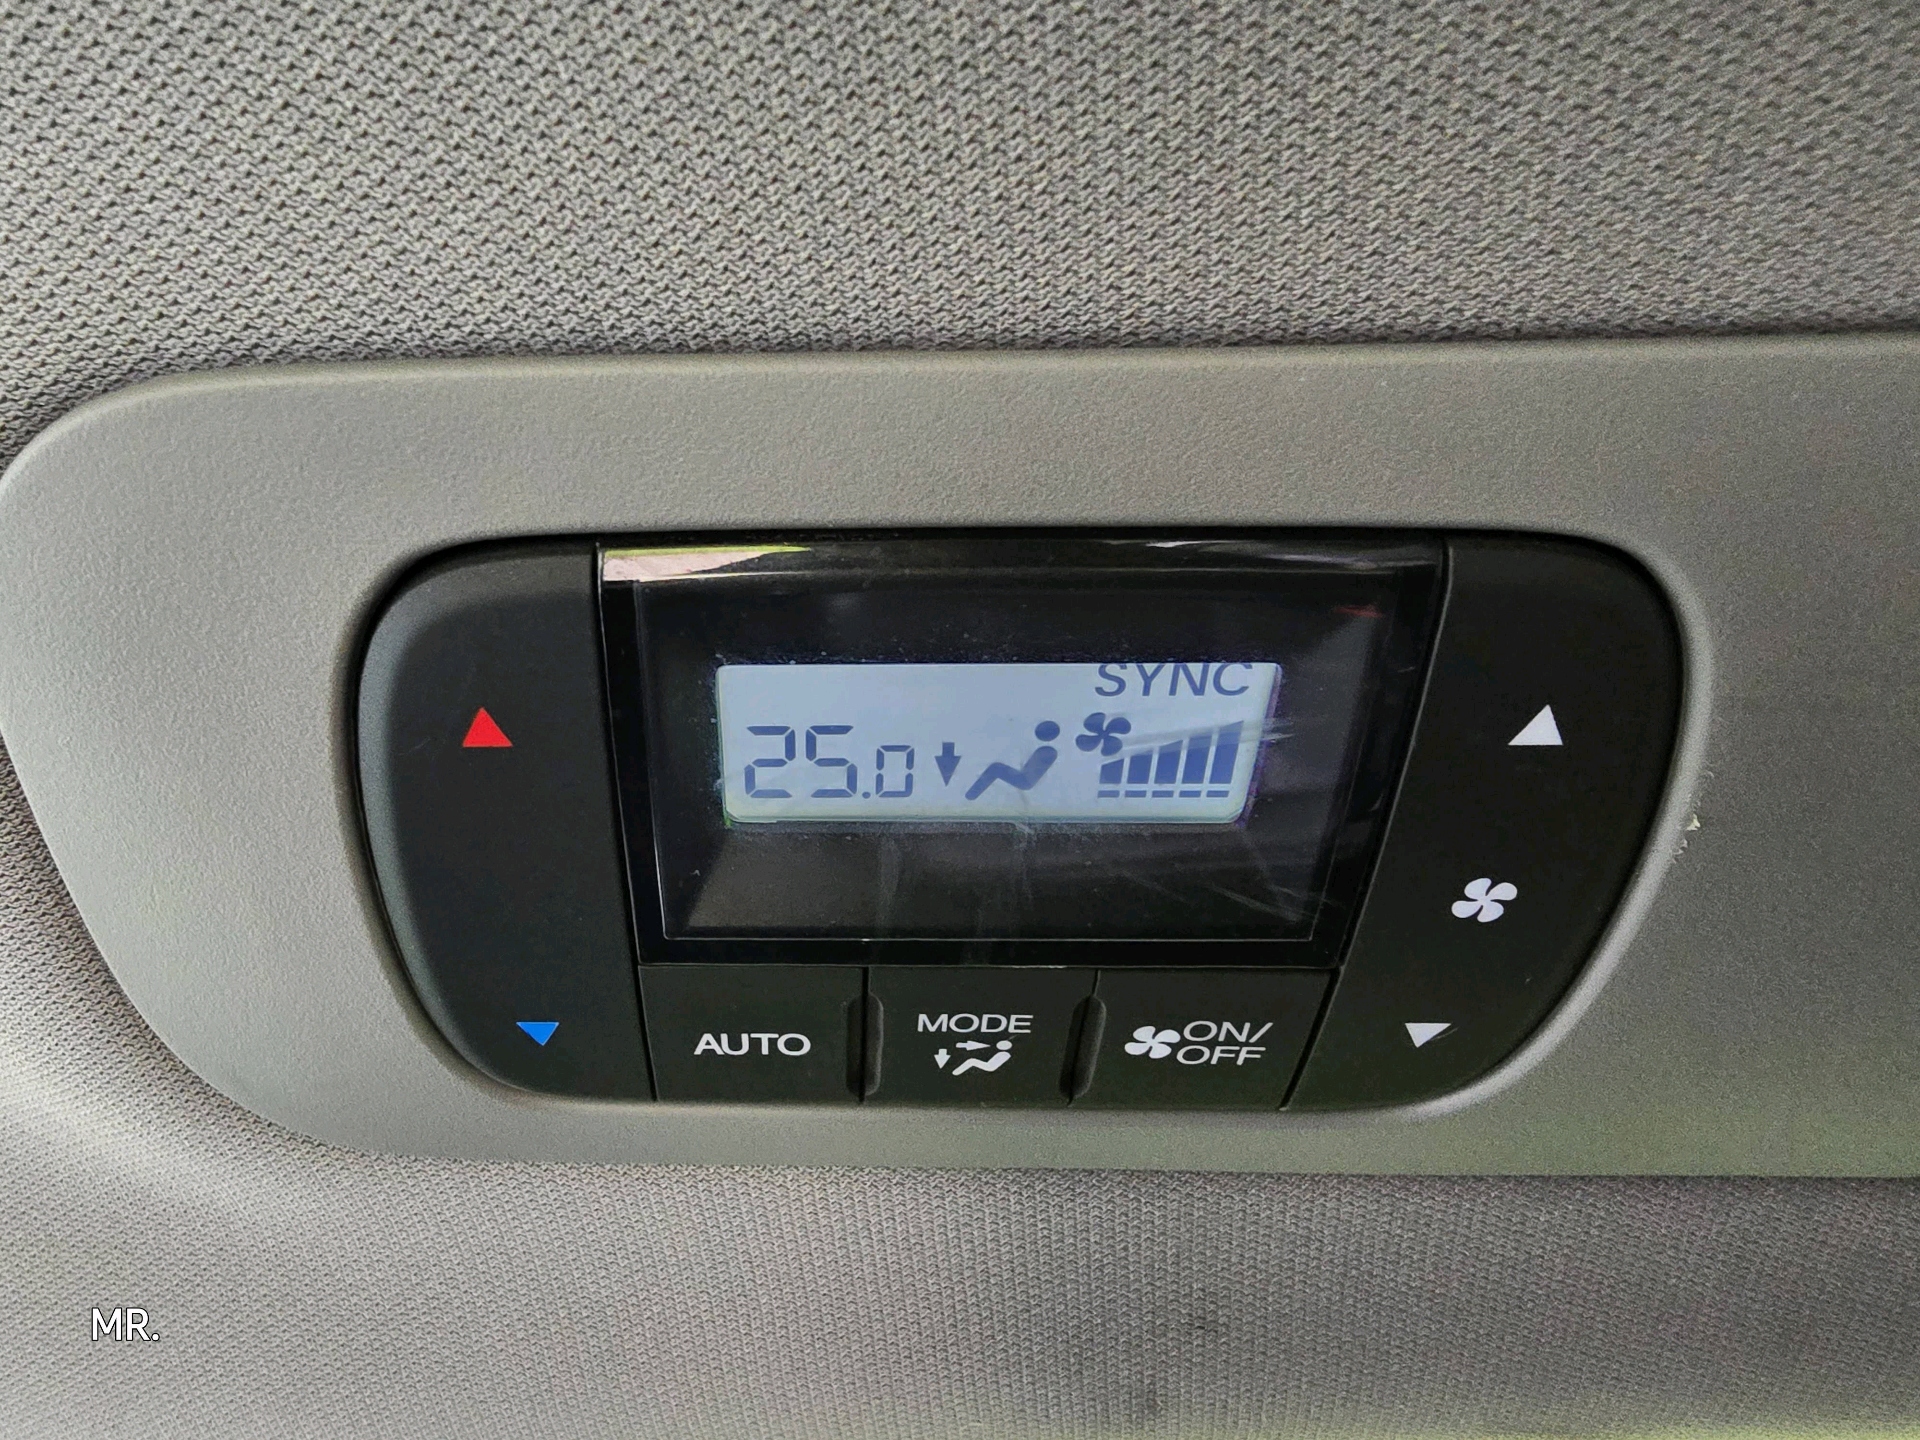 SYNC
25.0
AUTO
MODE
ON/
OFF
MR.